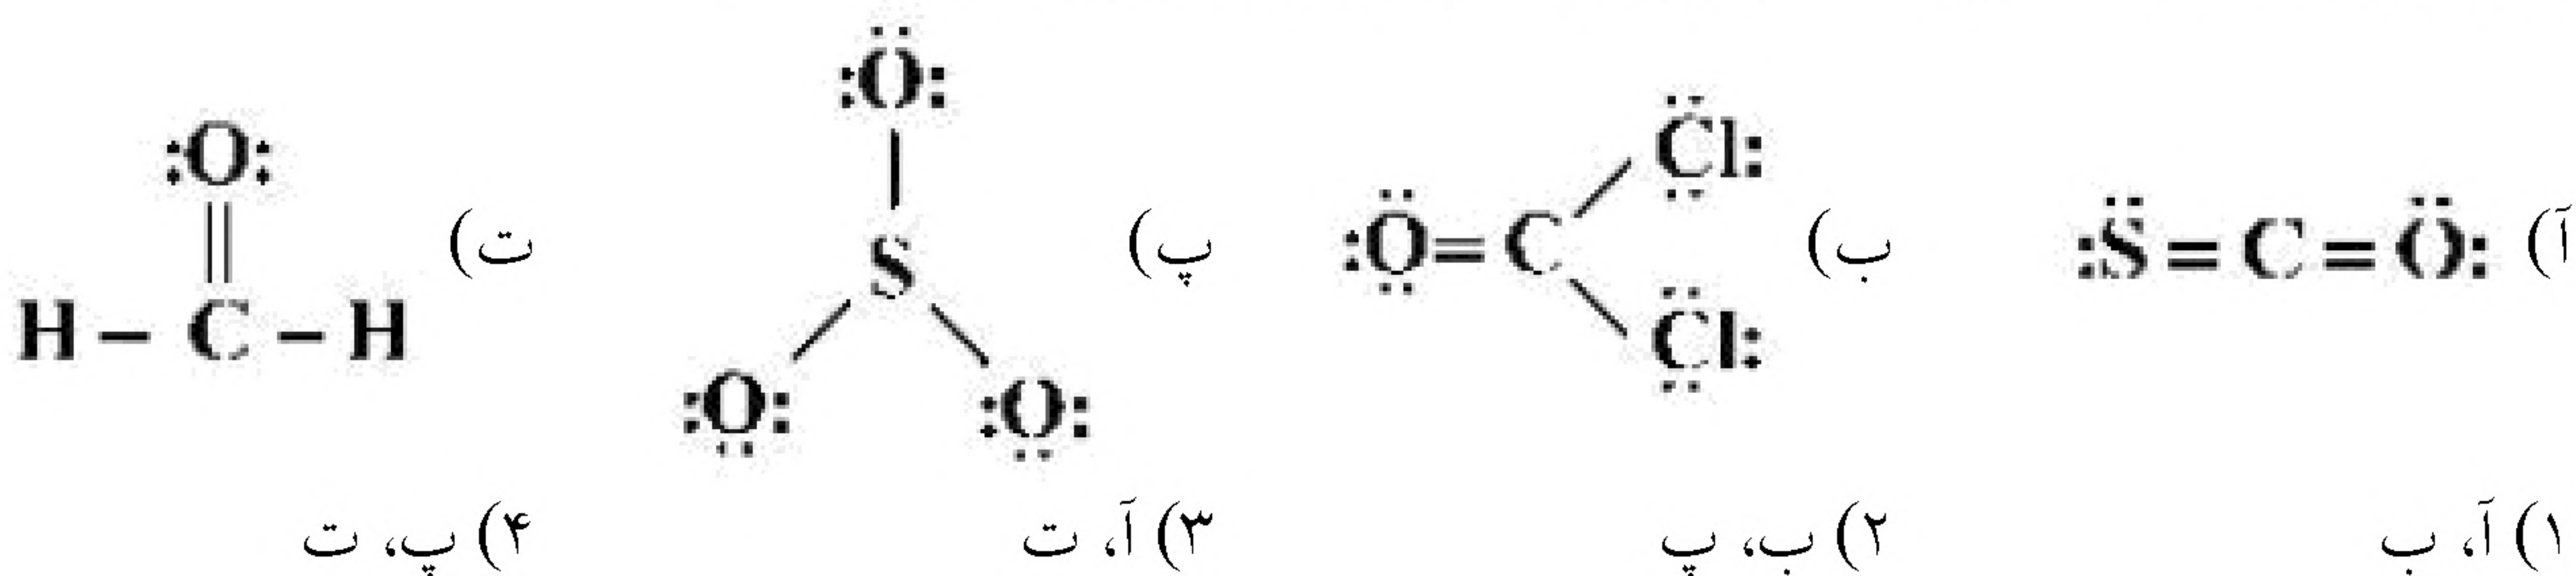 آ) :S̈ = C = Ö:
ب) :Ö = C Cl: Cl:
پ) :O: S :O: :O:
ت) :O: H – C – H
۱) آ، ب ۲) ب، پ ۳) آ، ت ۴) پ، ت